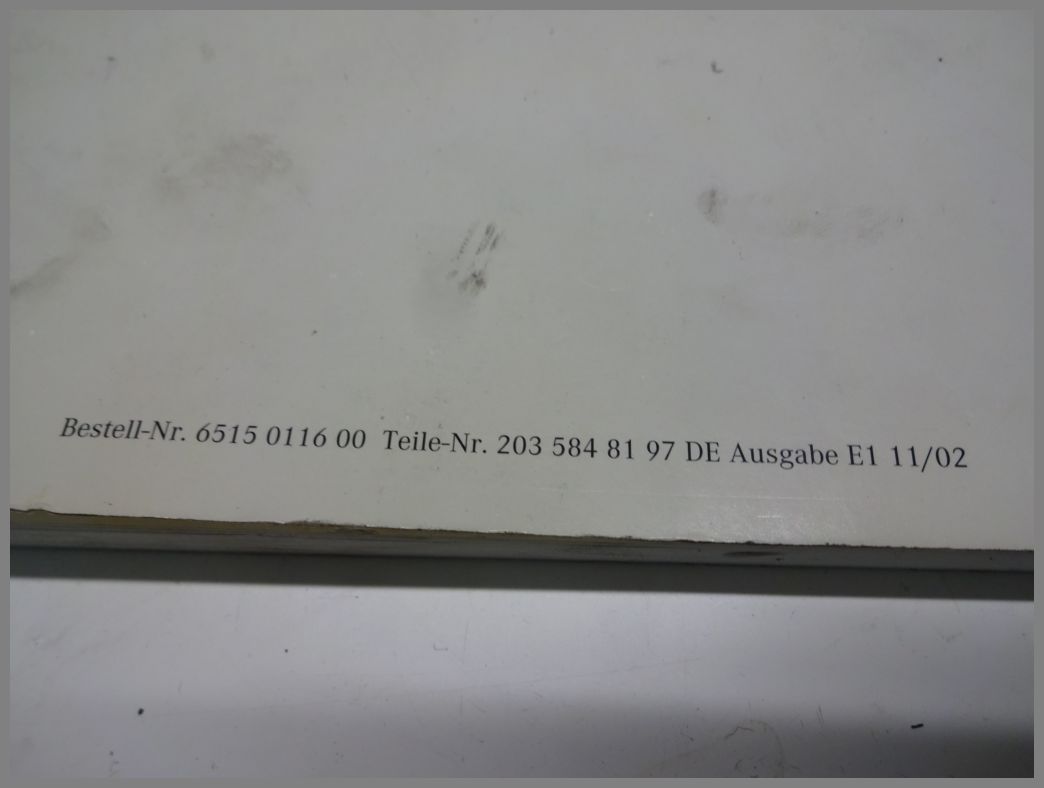 Bestell-Nr. 6515 0116 00 Teile-Nr. 203 584 81 97 DE Ausgabe E1 11/02